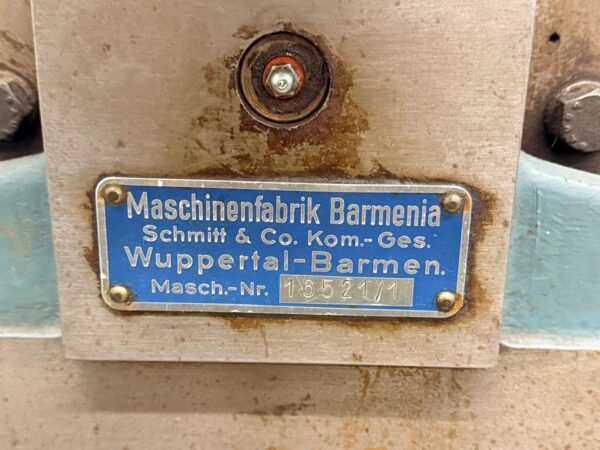 Maschinenfabrik Barmenia
Schmitt & Co. Kom.-Ges.
Wuppertal-Barmen.
Masch.-Nr. 16521/1